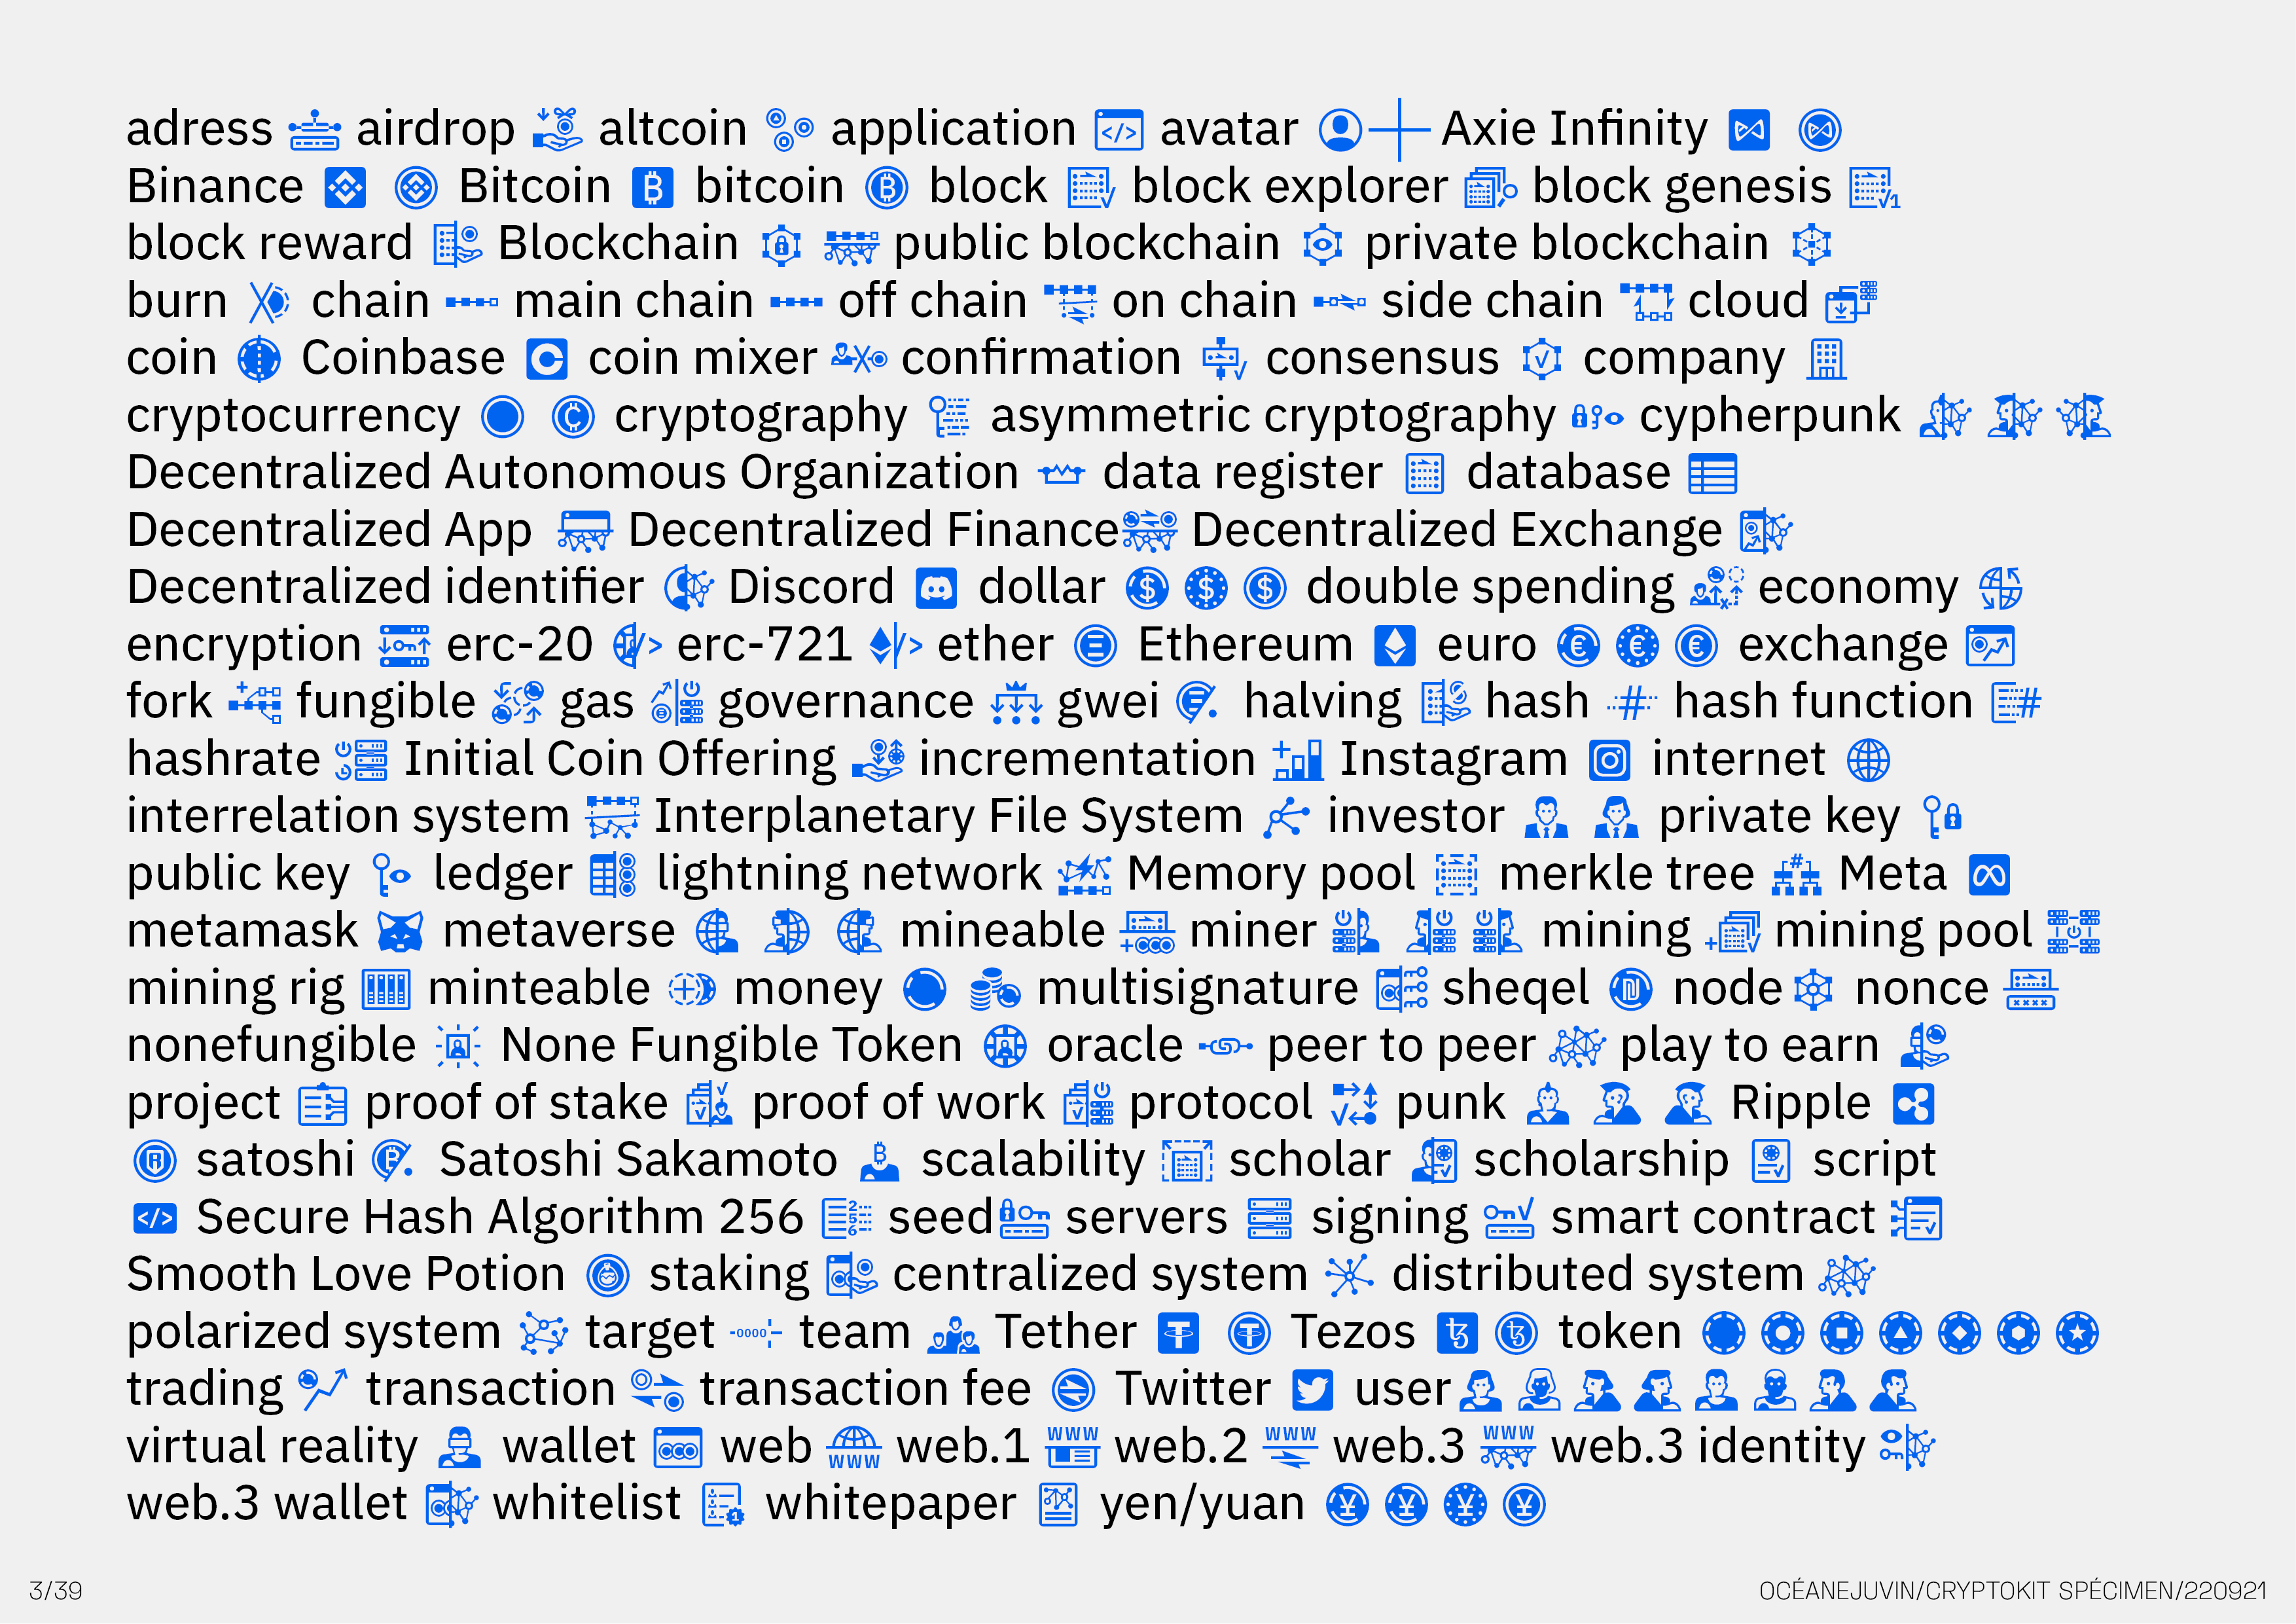 adress airdrop altcoin application avatar Axie Infinity
Binance Bitcoin bitcoin block block explorer block genesis
block reward Blockchain public blockchain private blockchain
burn chain main chain off chain on chain side chain cloud
coin Coinbase coin mixer confirmation consensus company
cryptocurrency cryptography asymmetric cryptography cypherpunk
Decentralized Autonomous Organization data register database
Decentralized App Decentralized Finance Decentralized Exchange
Decentralized identifier Discord dollar double spending economy
encryption erc-20 erc-721 ether Ethereum euro exchange
fork fungible gas governance gwei halving hash hash function
hashrate Initial Coin Offering incrementation Instagram internet
interrelation system Interplanetary File System investor private key
public key ledger lightning network Memory pool merkle tree Meta
metamask metaverse mineable miner mining mining pool
mining rig minteable money multisignature sheqel node nonce
nonefungible None Fungible Token oracle peer to peer play to earn
project proof of stake proof of work protocol punk Ripple
satoshi Satoshi Sakamoto scalability scholar scholarship script
Secure Hash Algorithm 256 seed servers signing smart contract
Smooth Love Potion staking centralized system distributed system
polarized system target team Tether Tezos token
trading transaction transaction fee Twitter user
virtual reality wallet web web.1 web.2 web.3 web.3 identity
web.3 wallet whitelist whitepaper yen/yuan
3/39 OCÉANEJUVIN/CRYPTOKIT SPÉCIMEN/220921